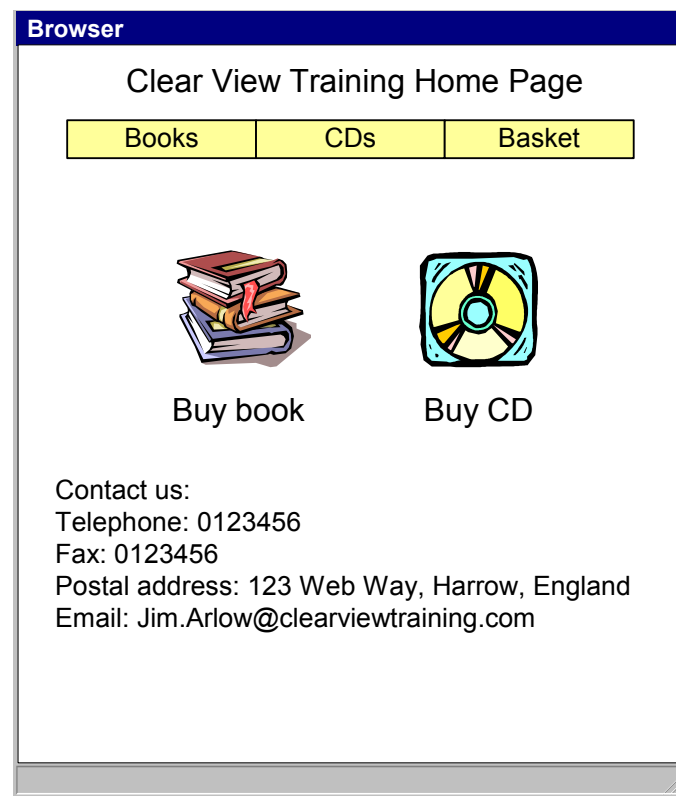 Browser
Clear View Training Home Page
Books CDs Basket
Buy book Buy CD
Contact us:
Telephone: 0123456
Fax: 0123456
Postal address: 123 Web Way, Harrow, England
Email: Jim.Arlow@clearviewtraining.com